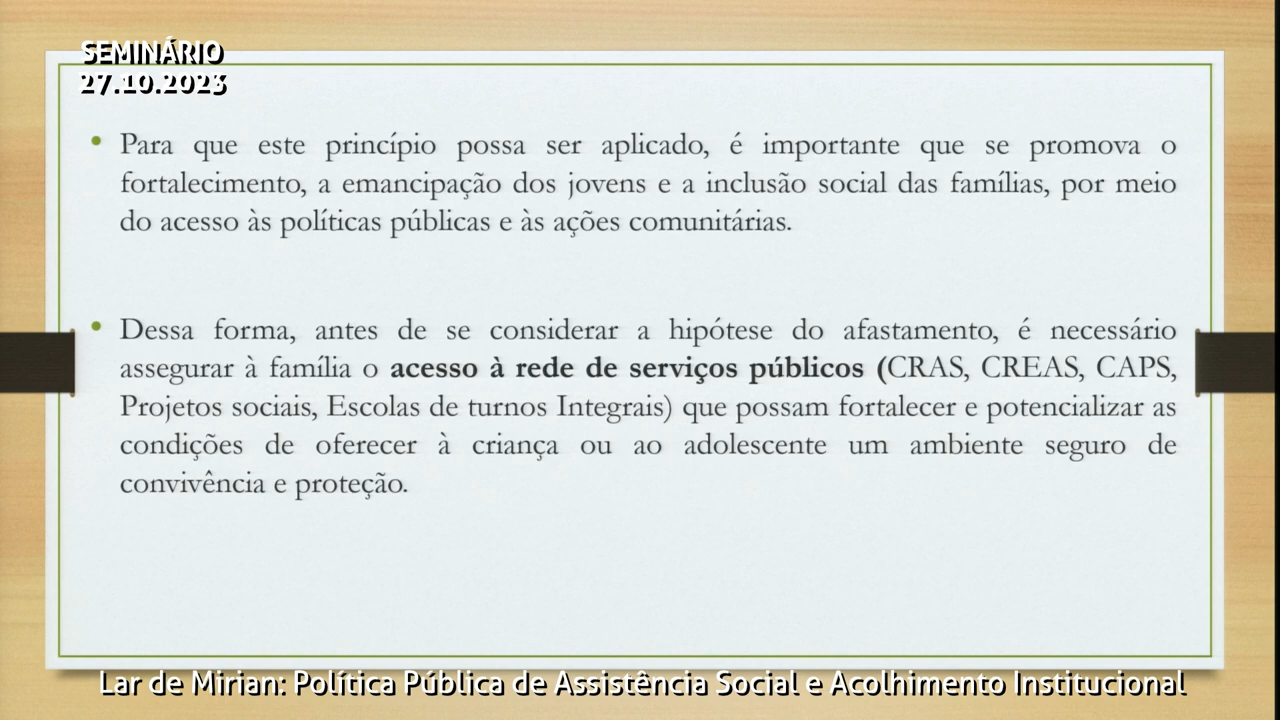 SEMINÁRIO
27.10.2023
• Para que este princípio possa ser aplicado, é importante que se promova o
fortalecimento, a emancipação dos jovens e a inclusão social das famílias, por meio
do acesso às políticas públicas e às ações comunitárias.
• Dessa forma, antes de se considerar a hipótese do afastamento, é necessário
assegurar à família o acesso à rede de serviços públicos (CRAS, CREAS, CAPS,
Projetos sociais, Escolas de turnos Integrais) que possam fortalecer e potencializar as
condições de oferecer à criança ou ao adolescente um ambiente seguro de
convivência e proteção.
Lar de Mirian: Política Pública de Assistência Social e Acolhimento Institucional